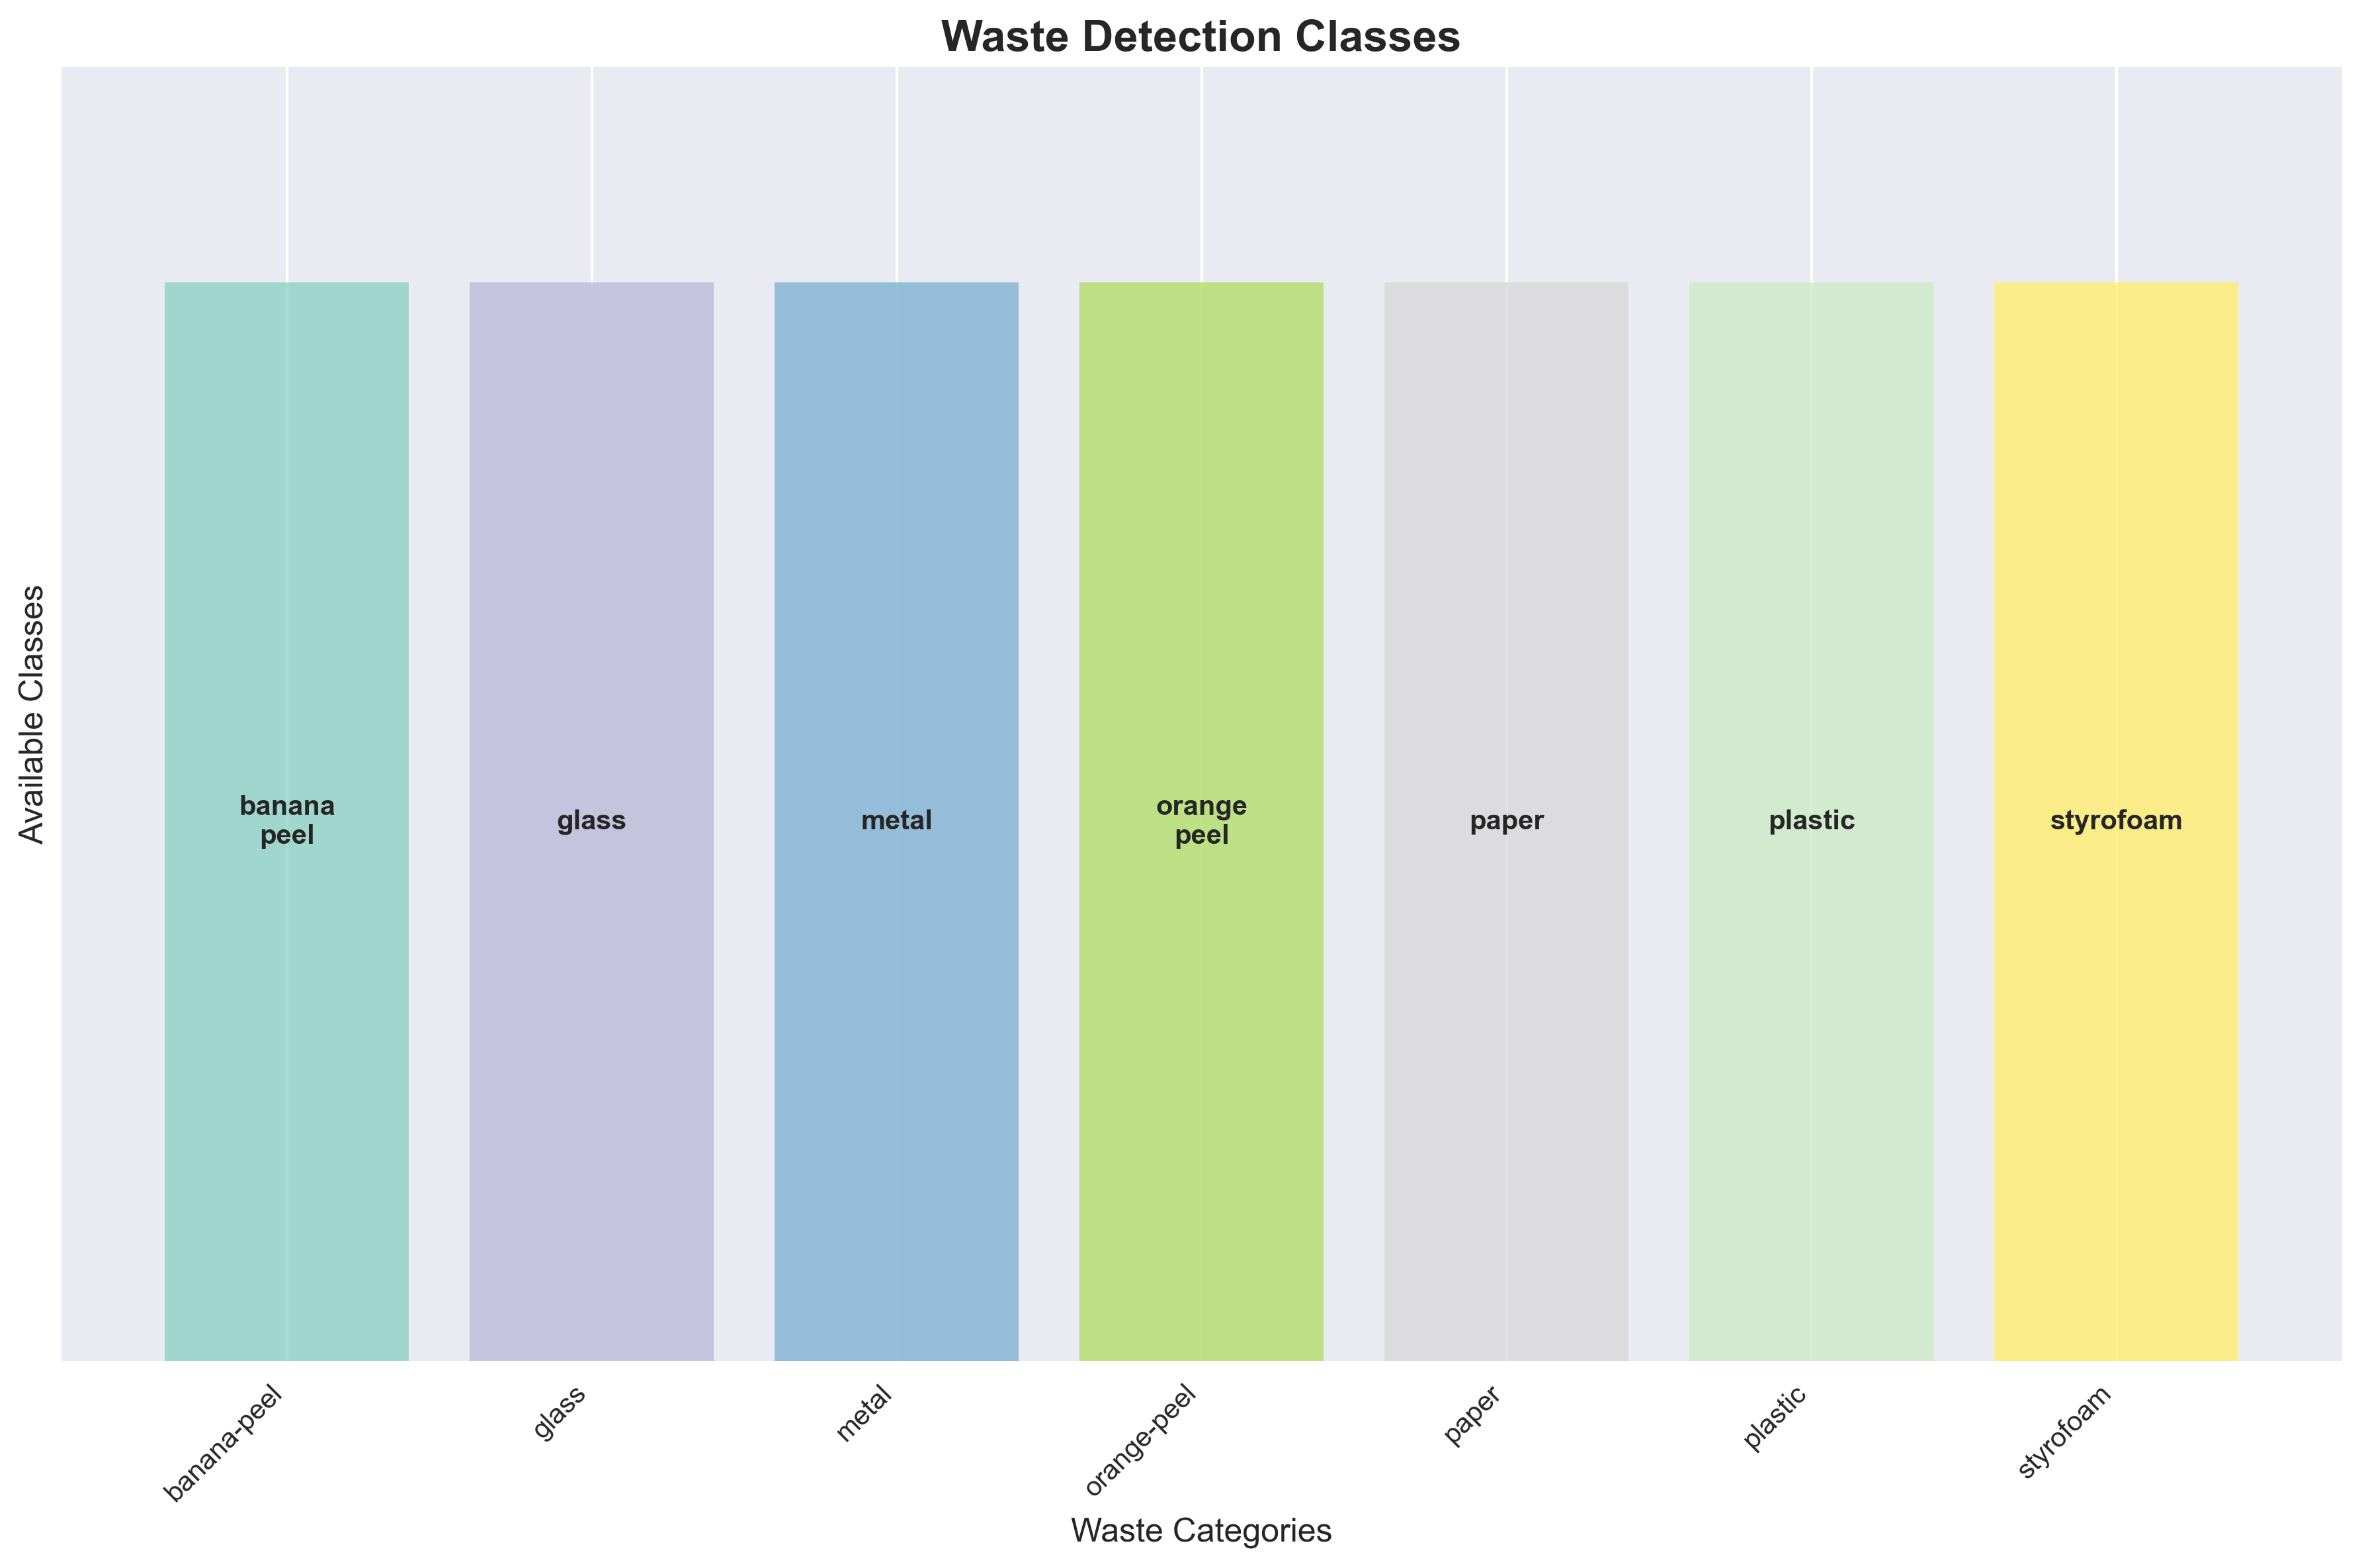 Waste Detection Classes
Available Classes
banana
peel
glass
metal
orange
peel
paper
plastic
styrofoam
banana-peel
glass
metal
orange-peel
paper
plastic
styrofoam
Waste Categories